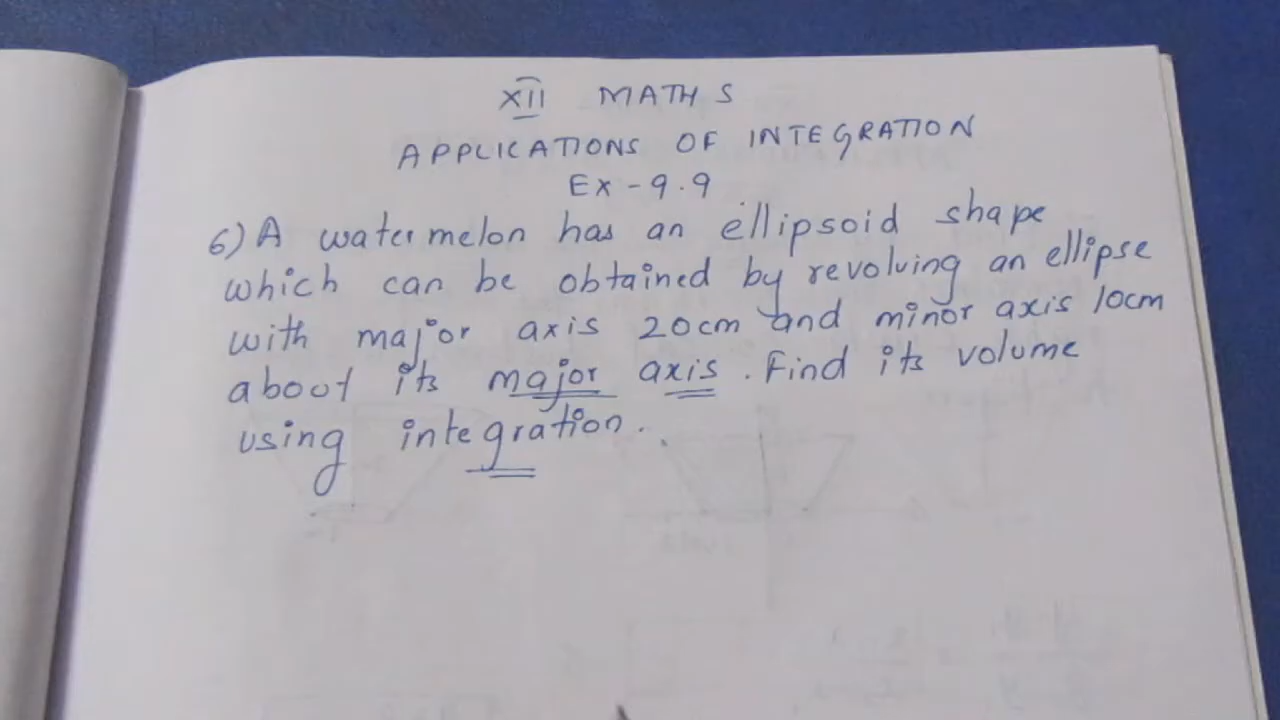 XII MATHS
APPLICATIONS OF INTEGRATION
Ex - 9.9
6) A watermelon has an ellipsoid shape
which can be obtained by revolving an ellipse
with major axis 20cm and minor axis 10cm
about its major axis. Find its volume
using integration.